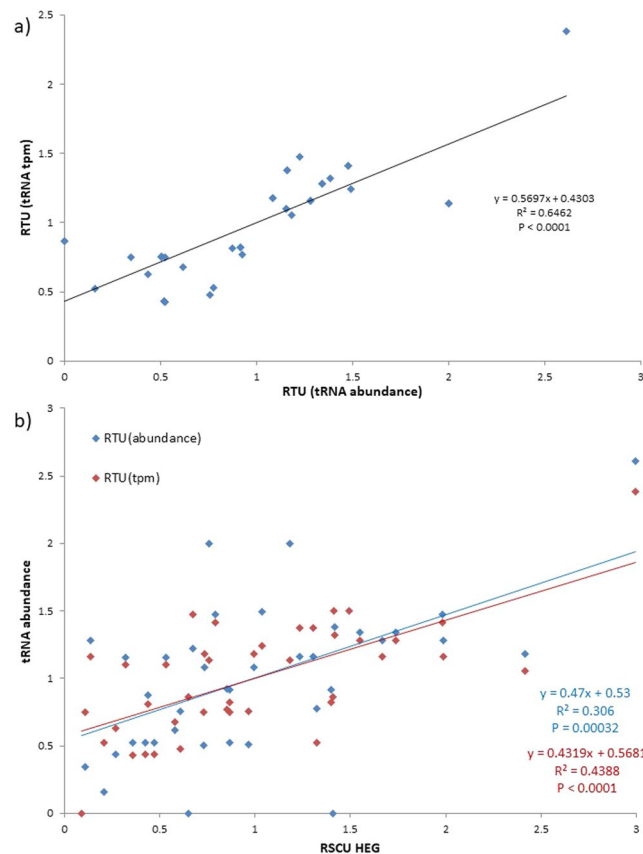 a)
2.5
2
1.5
1
0.5
0
RTU (tRNA tpm)
y = 0.5697x + 0.4303
R² = 0.6462
P < 0.0001
0 0.5 1 1.5 2 2.5 3
RTU (tRNA abundance)
b)
3
2.5
2
1.5
1
0.5
0
tRNA abundance
RTU(abundance)
RTU(tpm)
y = 0.47x + 0.53
R² = 0.306
P = 0.00032
y = 0.4319x + 0.5681
R² = 0.4388
P < 0.0001
0 0.5 1 1.5 2 2.5 3
RSCU HEG